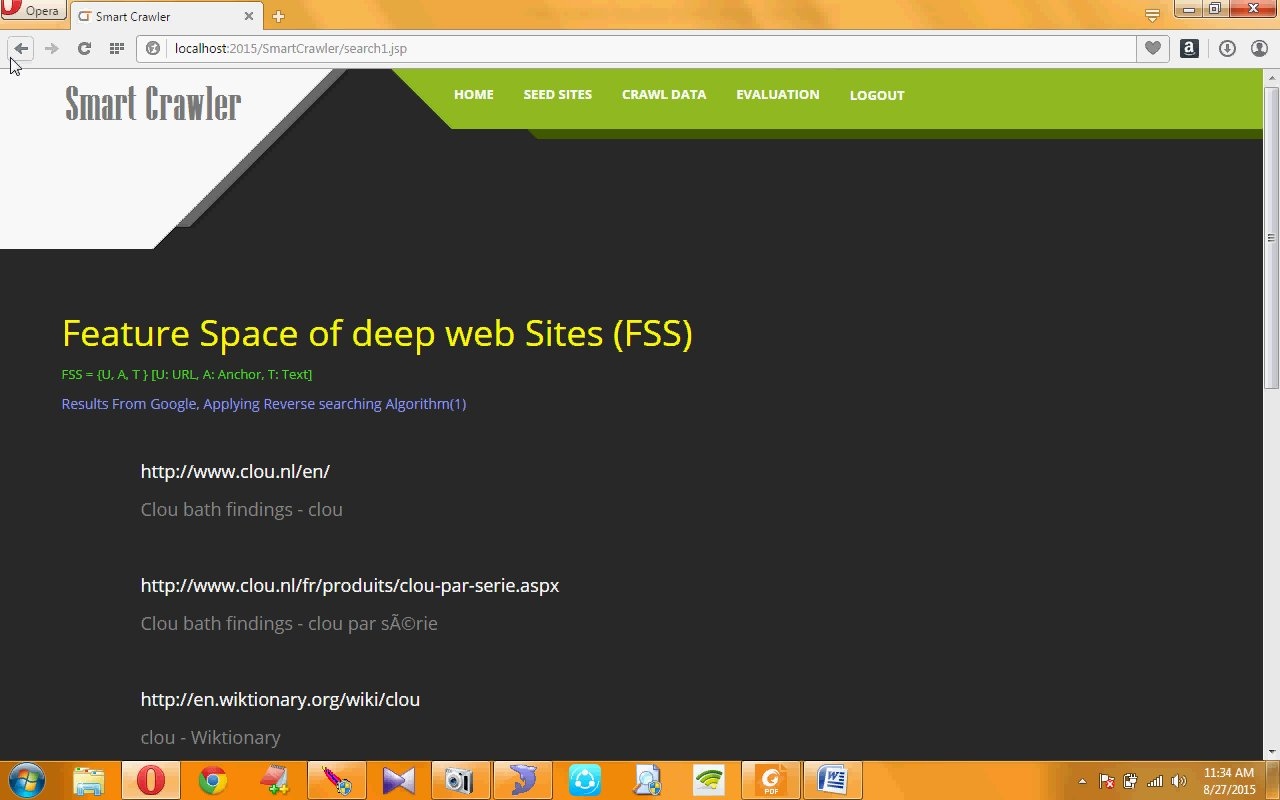 Opera
Smart Crawler
localhost:2015/SmartCrawler/search1.jsp
a
Smart Crawler
HOME SEED SITES CRAWL DATA EVALUATION LOGOUT
Feature Space of deep web Sites (FSS)
FSS = {U, A, T } [U: URL, A: Anchor, T: Text]
Results From Google, Applying Reverse searching Algorithm(1)
http://www.clou.nl/en/
Clou bath findings - clou
http://www.clou.nl/fr/produits/clou-par-serie.aspx
Clou bath findings - clou par sÃ©rie
http://en.wiktionary.org/wiki/clou
clou - Wiktionary
PDF
W
11:34 AM
8/27/2015